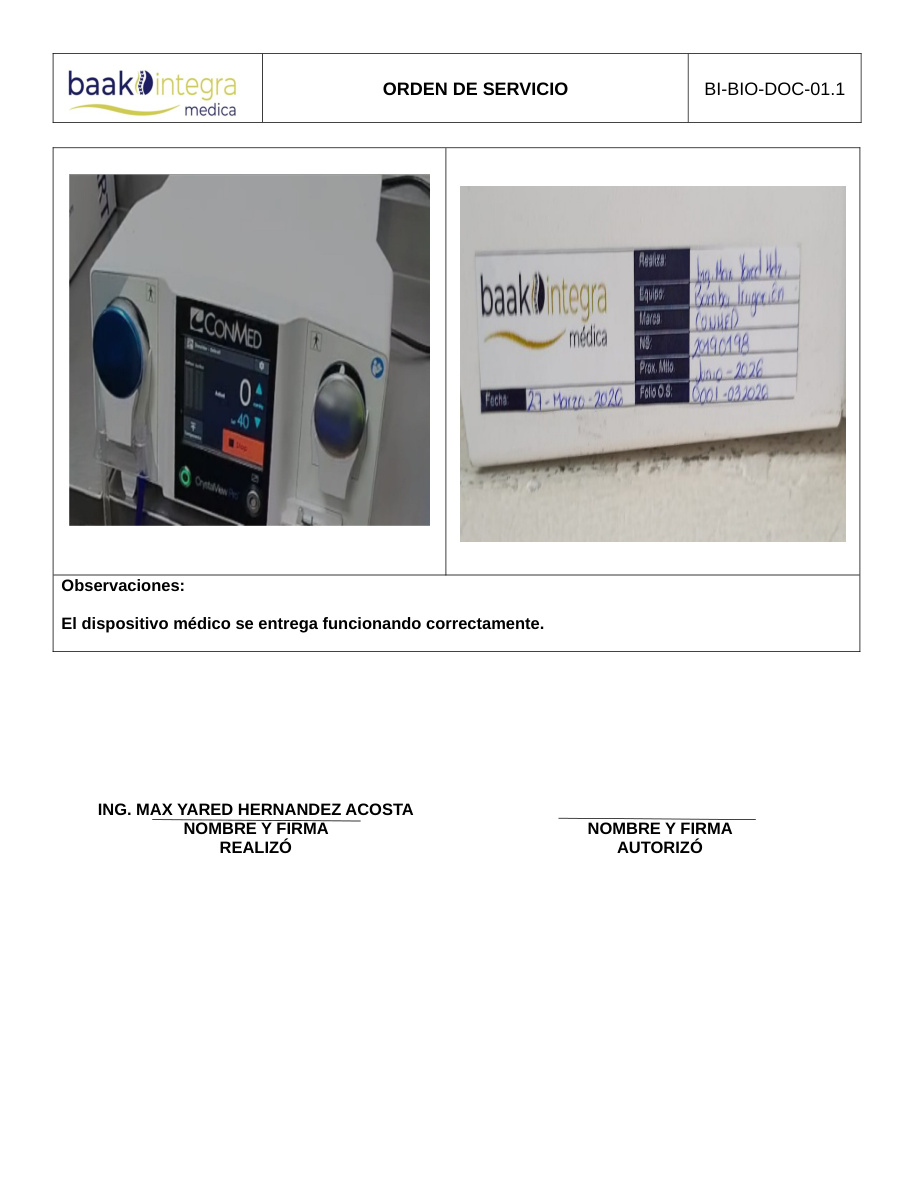 baak integra
medica
ORDEN DE SERVICIO
BI-BIO-DOC-01.1
CONMED
0
40
CrystalView Pro
baak integra
médica
Realiza: Ing. Max Yared Hdz.
Equipo: Bomba Irrigación
Marca: CONMED
NS: 20190198
Prox. Mtto. Junio - 2026
Fecha: 27 - Marzo - 2026
Folio O.S: 0001 - 032026
Observaciones:
El dispositivo médico se entrega funcionando correctamente.
ING. MAX YARED HERNANDEZ ACOSTA
NOMBRE Y FIRMA
REALIZÓ
NOMBRE Y FIRMA
AUTORIZÓ